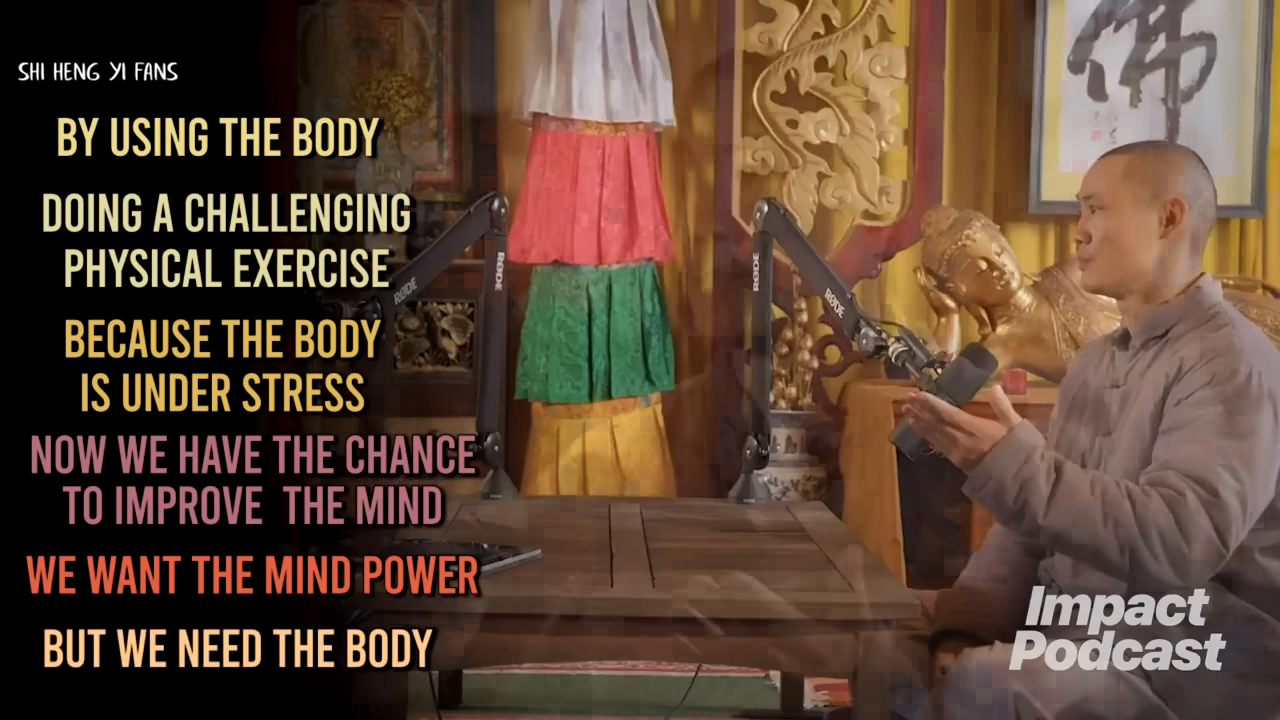 SHI HENG YI FANS
BY USING THE BODY
DOING A CHALLENGING
PHYSICAL EXERCISE
BECAUSE THE BODY
IS UNDER STRESS
NOW WE HAVE THE CHANCE
TO IMPROVE THE MIND
WE WANT THE MIND POWER
BUT WE NEED THE BODY
RØDE
RØDE
RØDE
RØDE
佛
Impact
Podcast